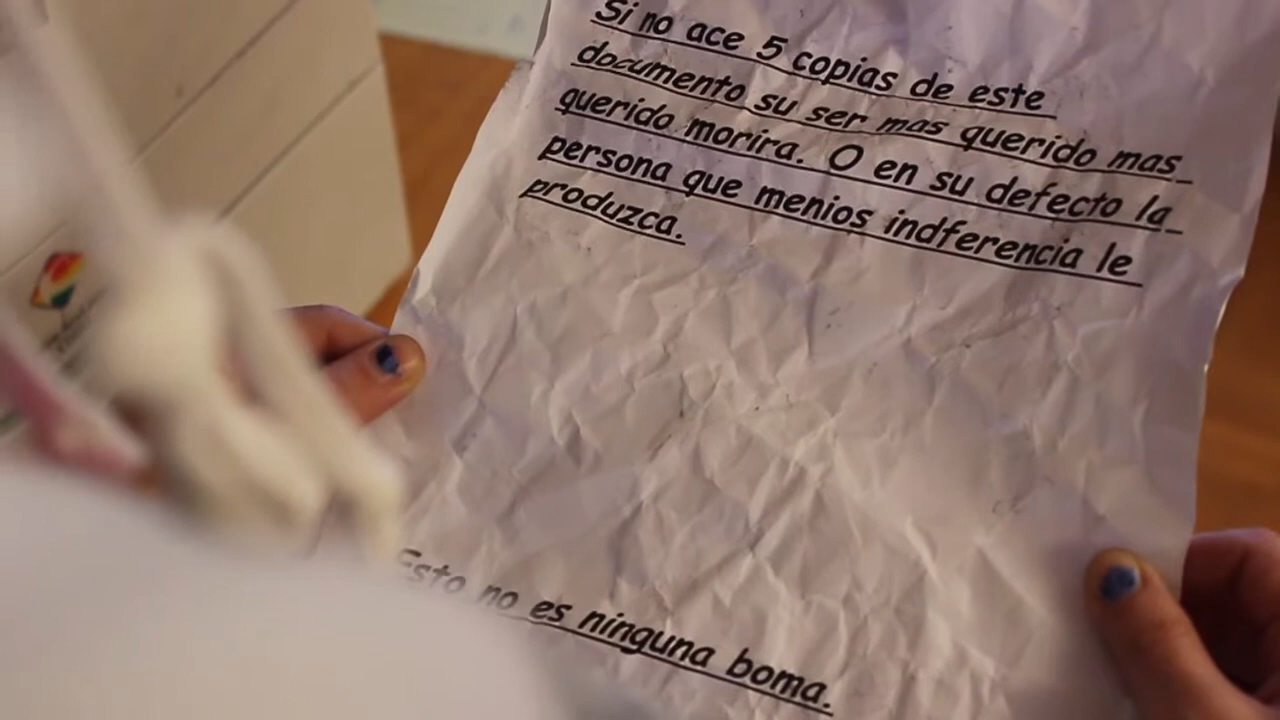 Si no ace 5 copias de este
documento su ser mas querido mas
querido morira. O en su defecto la
persona que menios indferencia le
produzca.
Esto no es ninguna boma.